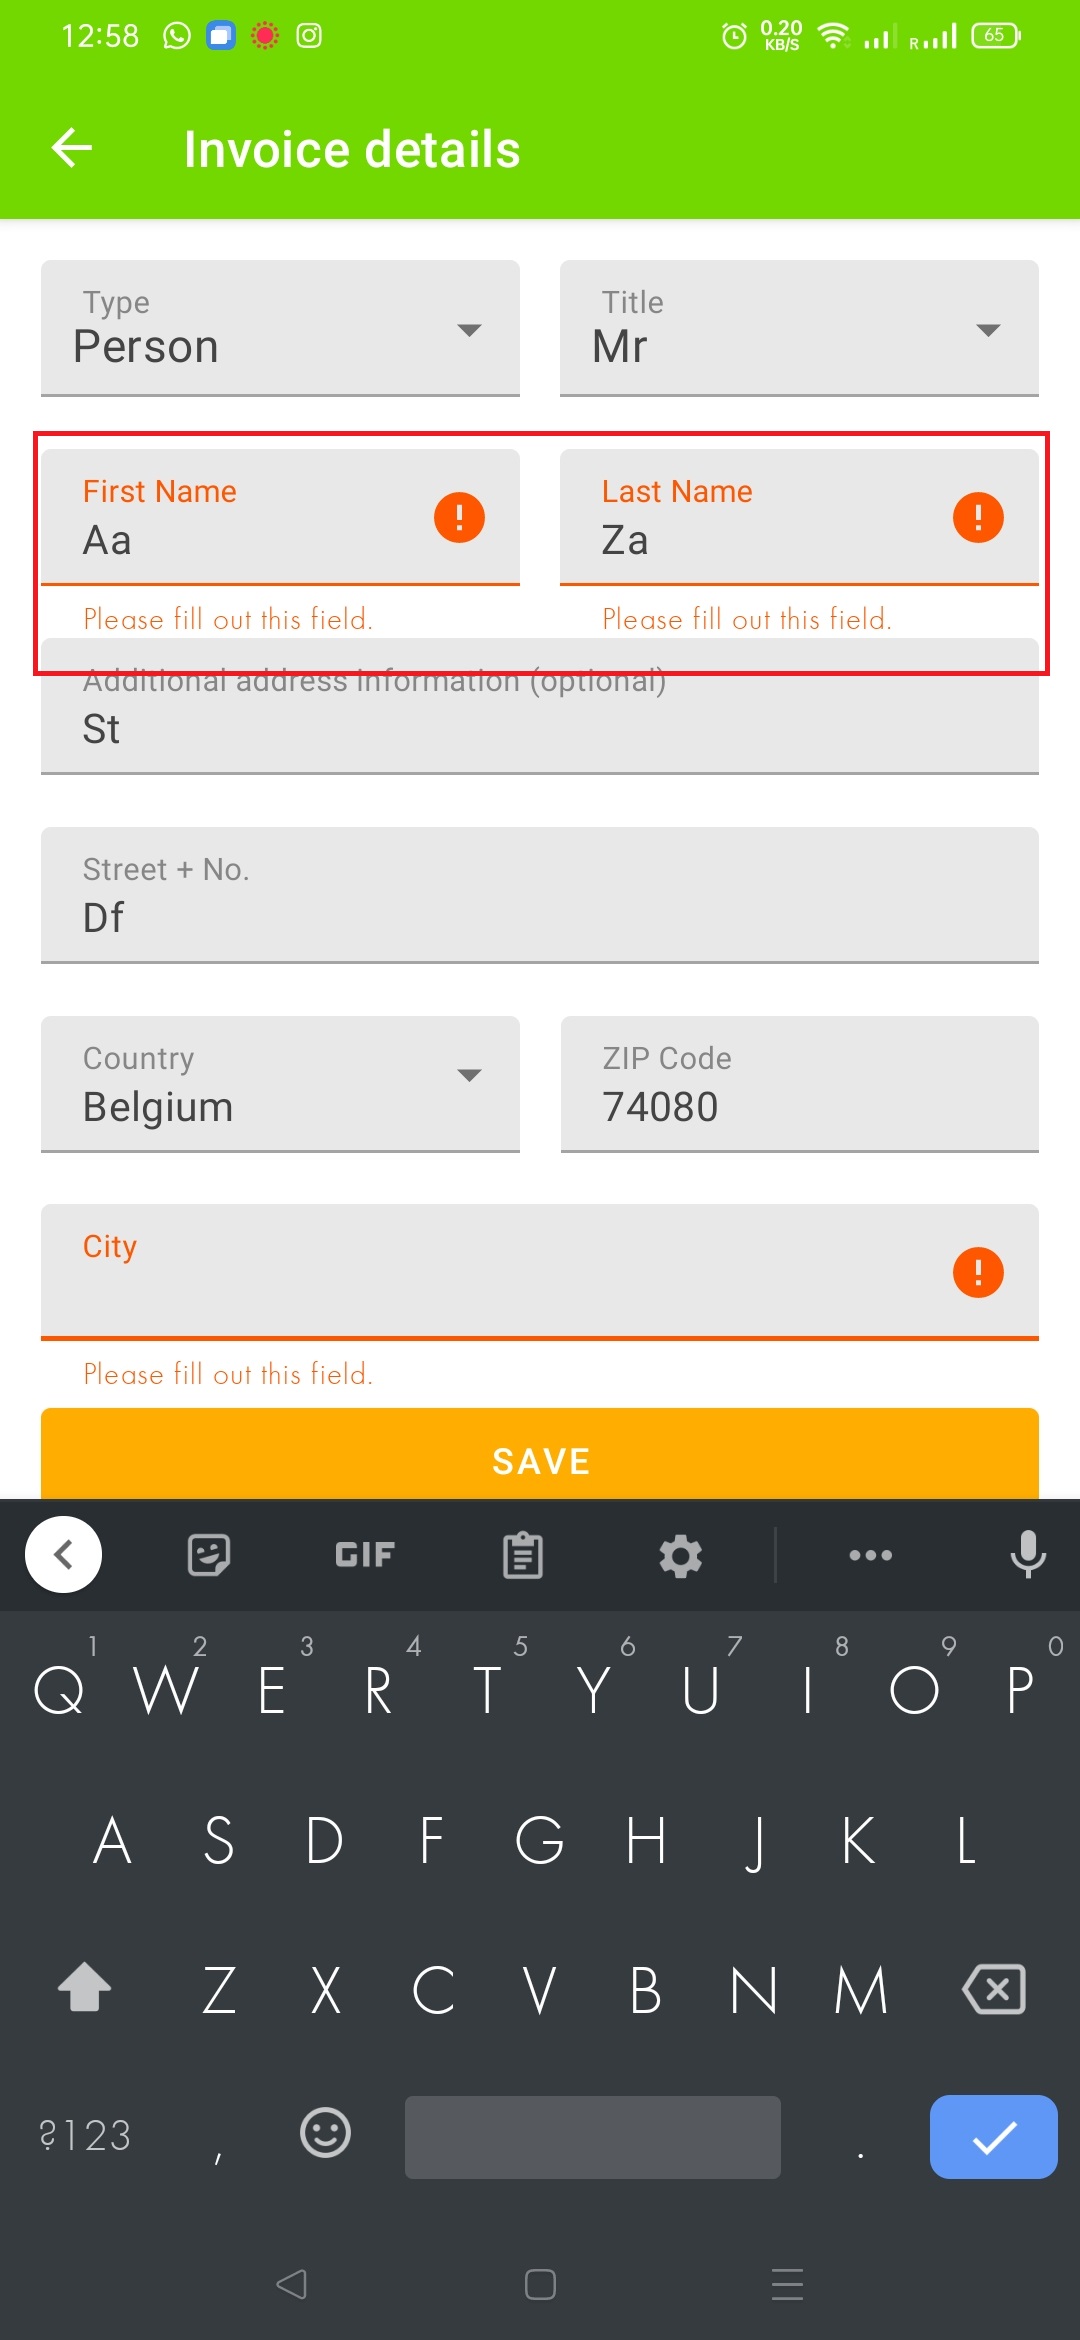 12:58 0.20 KB/S R 65
Invoice details
Type Title
Person Mr
First Name Last Name
Aa Za
Please fill out this field. Please fill out this field.
Additional address information (optional)
St
Street + No.
Df
Country ZIP Code
Belgium 74080
City
Please fill out this field.
SAVE
GIF
1 2 3 4 5 6 7 8 9 0
Q W E R T Y U I O P
A S D F G H J K L
Z X C V B N M
?123 , .